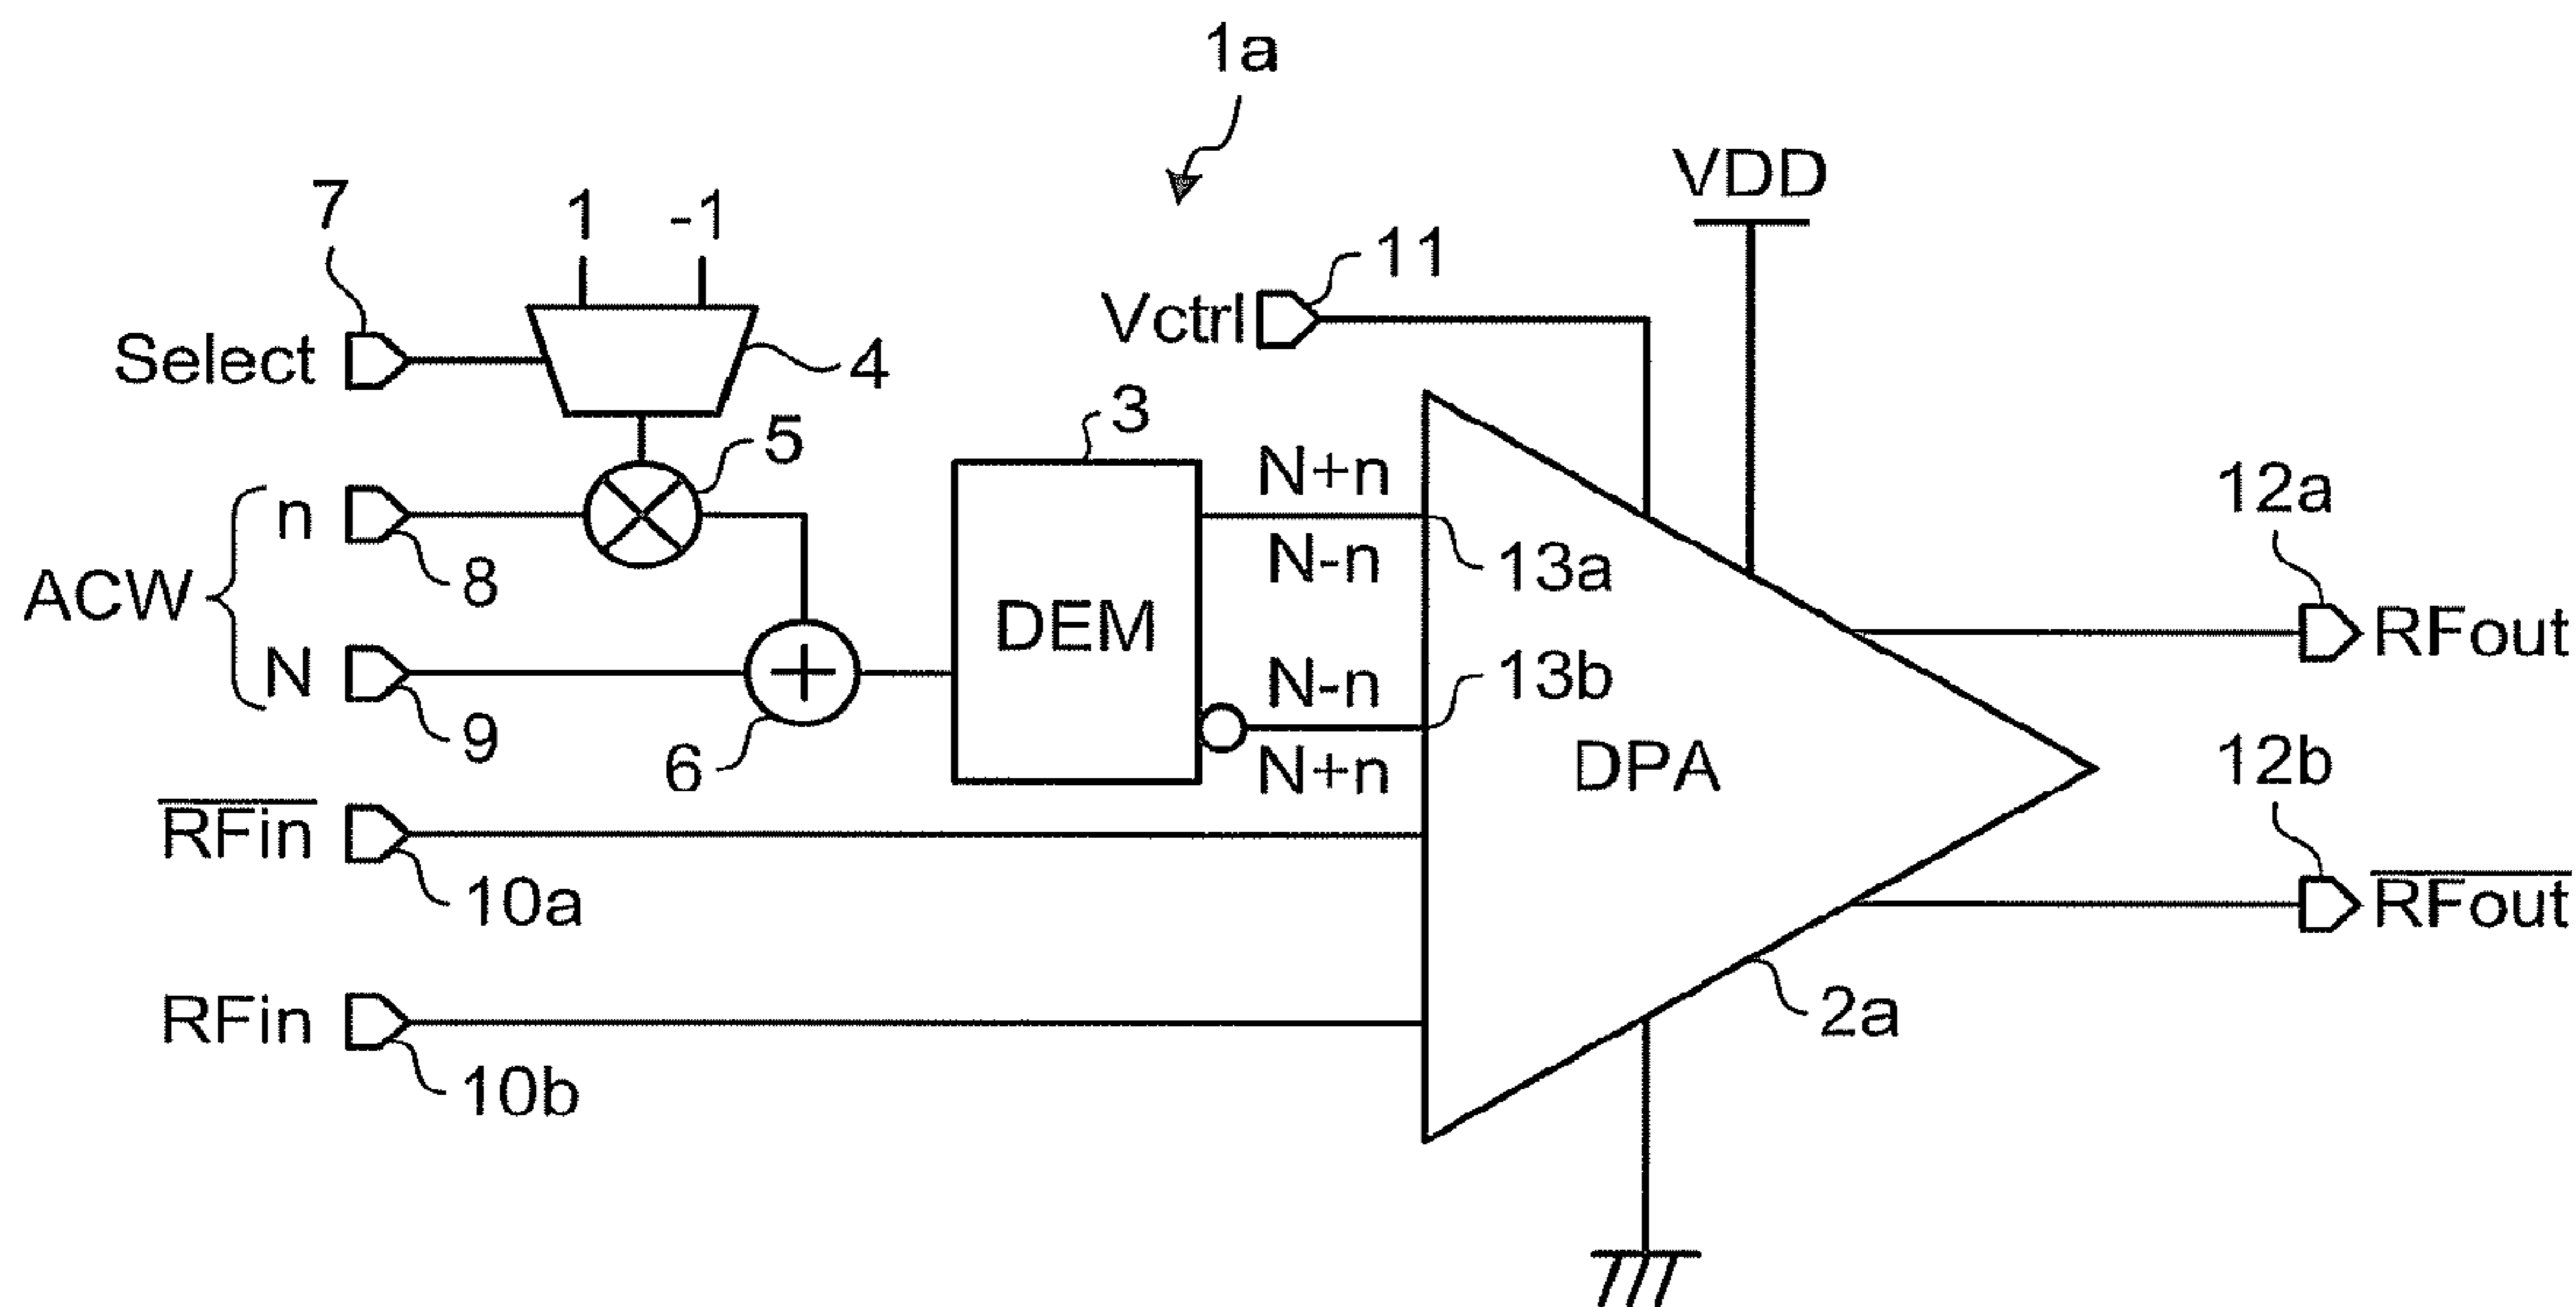 1a
VDD
7
1
-1
11
Vctrl
Select
4
3
5
N+n
12a
n
13a
N-n
8
ACW
DEM
RFout
N-n
13b
N
9
6
N+n
DPA
12b
RFin
10a
RFout
RFin
2a
10b